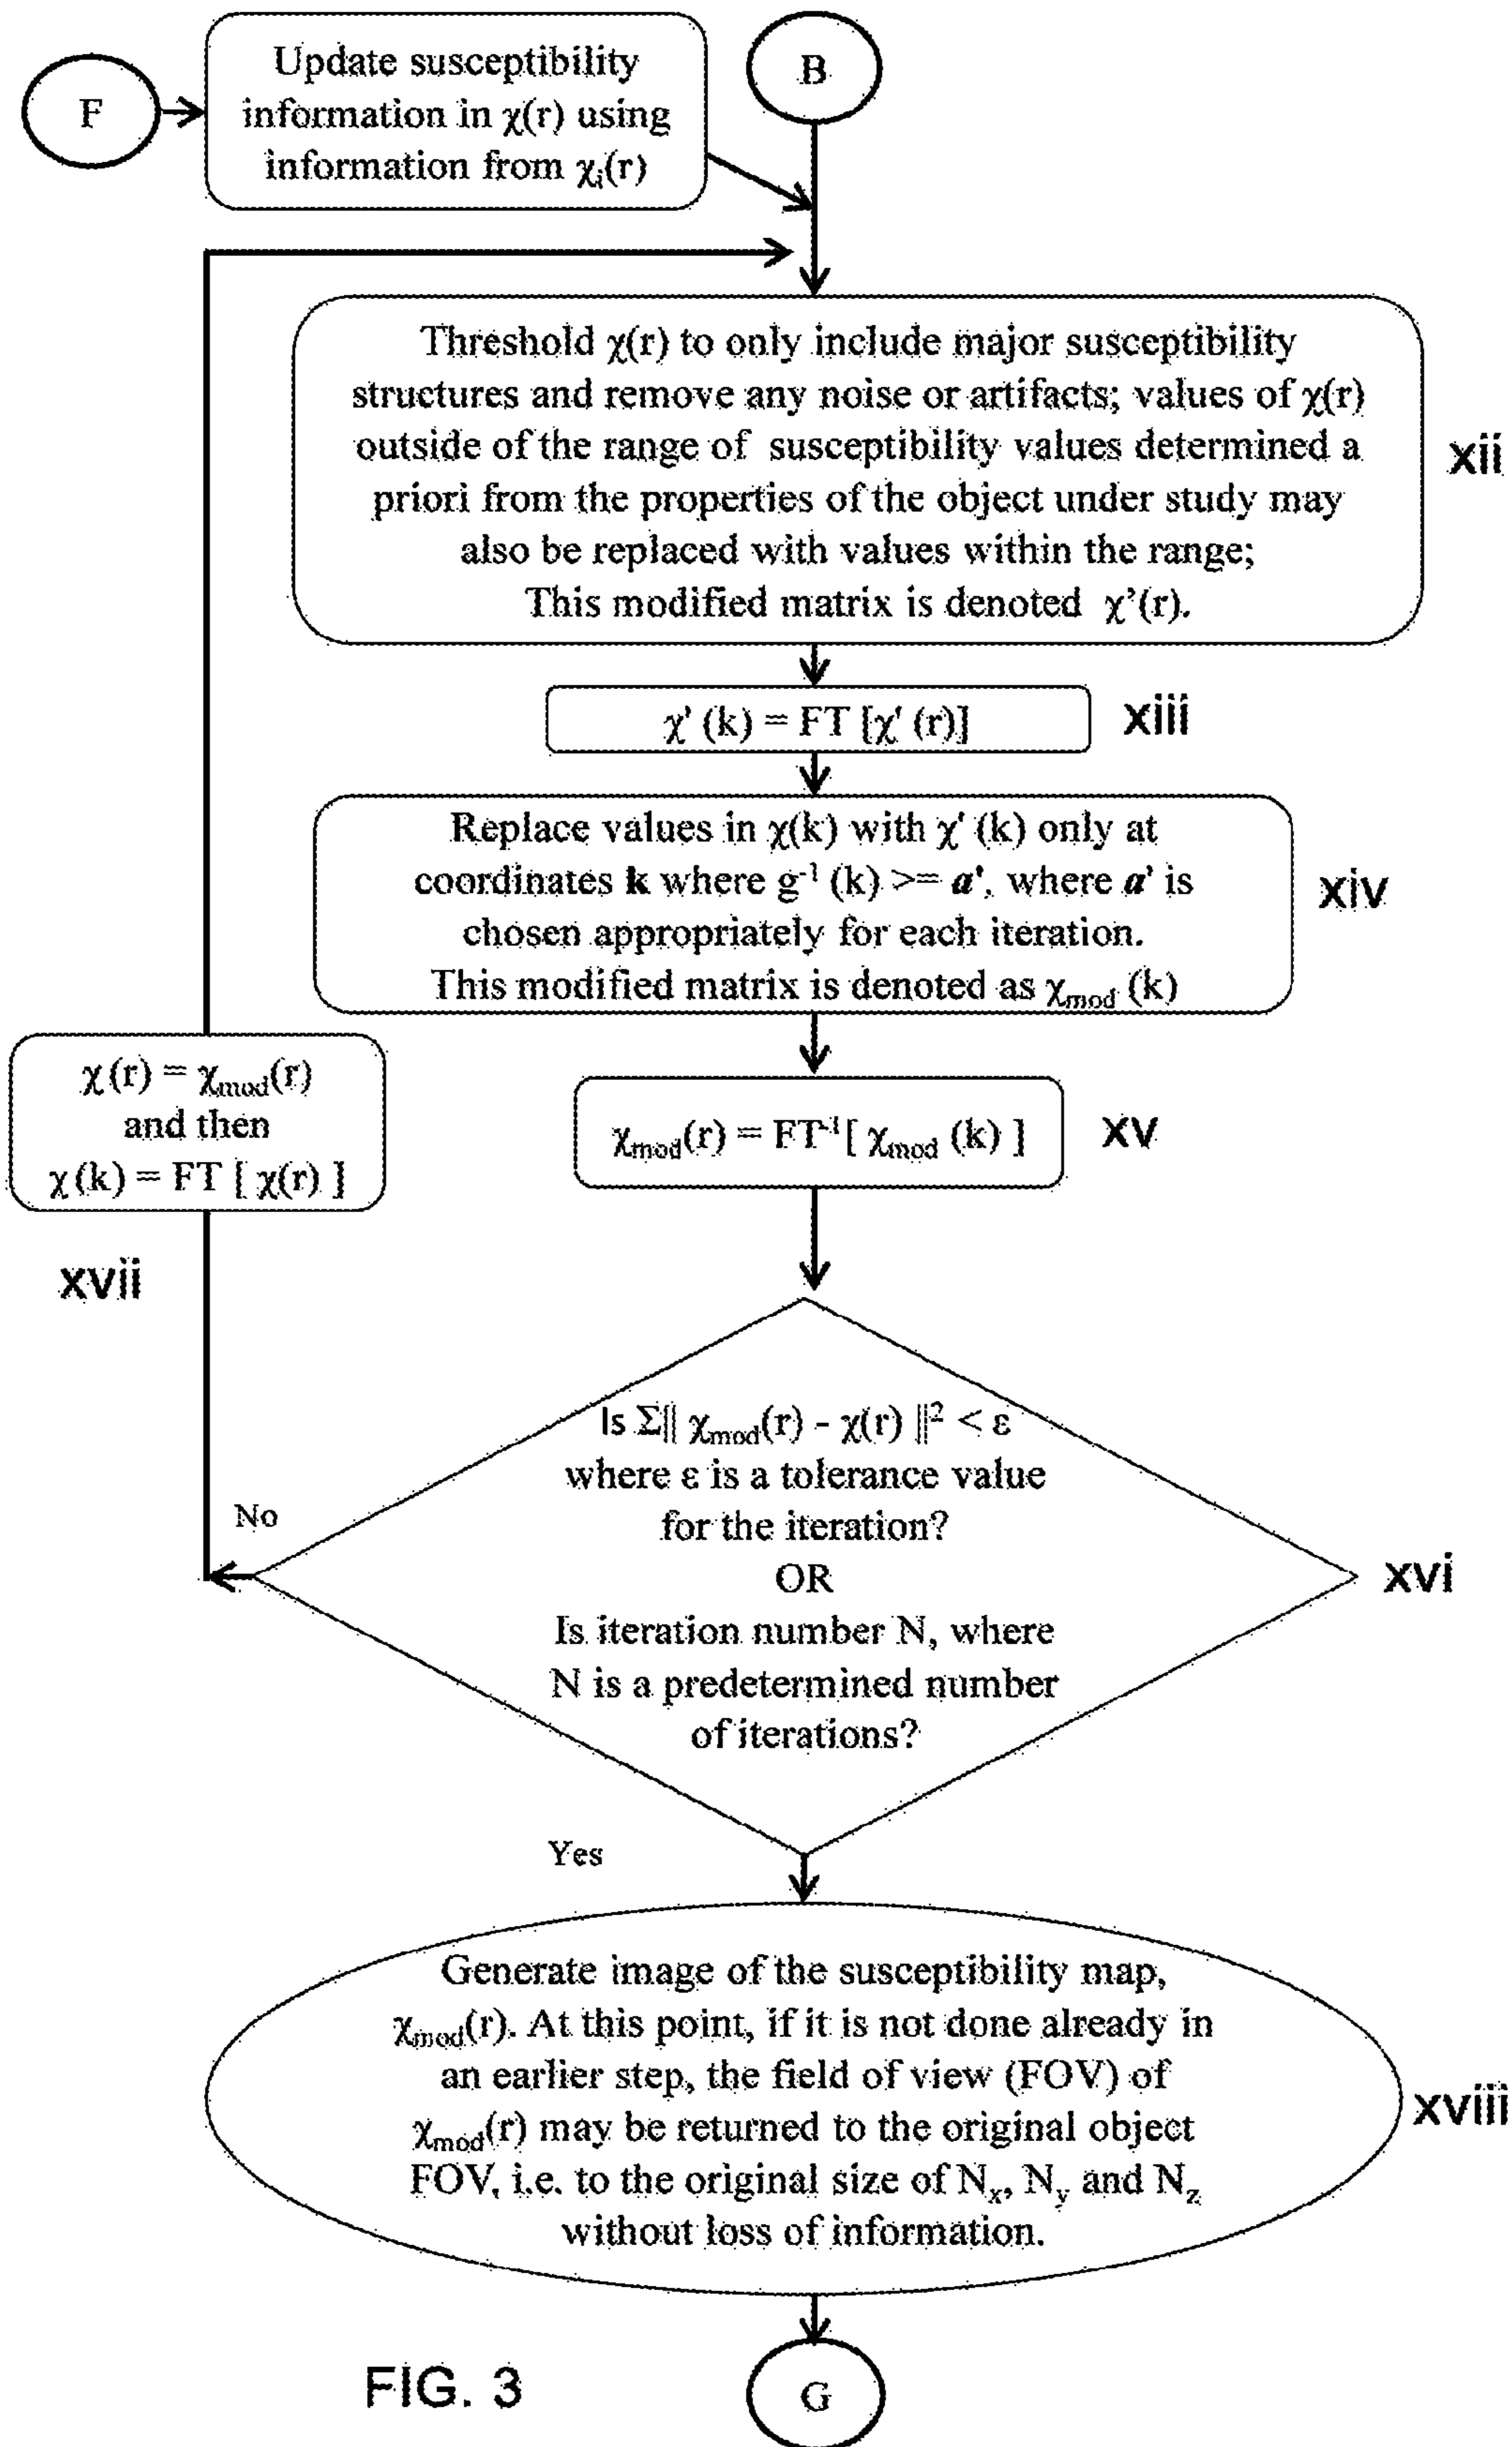 F
Update susceptibility
information in χ(r) using
information from χᵢ(r)
B
Threshold χ(r) to only include major susceptibility
structures and remove any noise or artifacts; values of χ(r)
outside of the range of susceptibility values determined a
priori from the properties of the object under study may
also be replaced with values within the range;
This modified matrix is denoted χ’(r).
xii
χ' (k) = FT [χ' (r)]
xiii
Replace values in χ(k) with χ' (k) only at
coordinates k where g⁻¹ (k) >= a', where a' is
chosen appropriately for each iteration.
This modified matrix is denoted as χmod (k)
xiv
χ(r) = χmod(r)
and then
χ(k) = FT [ χ(r) ]
xvii
χmod(r) = FT⁻¹[ χmod (k) ]
xv
Is Σ‖ χmod(r) - χ(r) ‖² < ε
where ε is a tolerance value
for the iteration?
OR
Is iteration number N, where
N is a predetermined number
of iterations?
No
xvi
Yes
Generate image of the susceptibility map,
χmod(r). At this point, if it is not done already in
an earlier step, the field of view (FOV) of
χmod(r) may be returned to the original object
FOV, i.e. to the original size of Nx, Ny and Nz
without loss of information.
xviii
FIG. 3
G